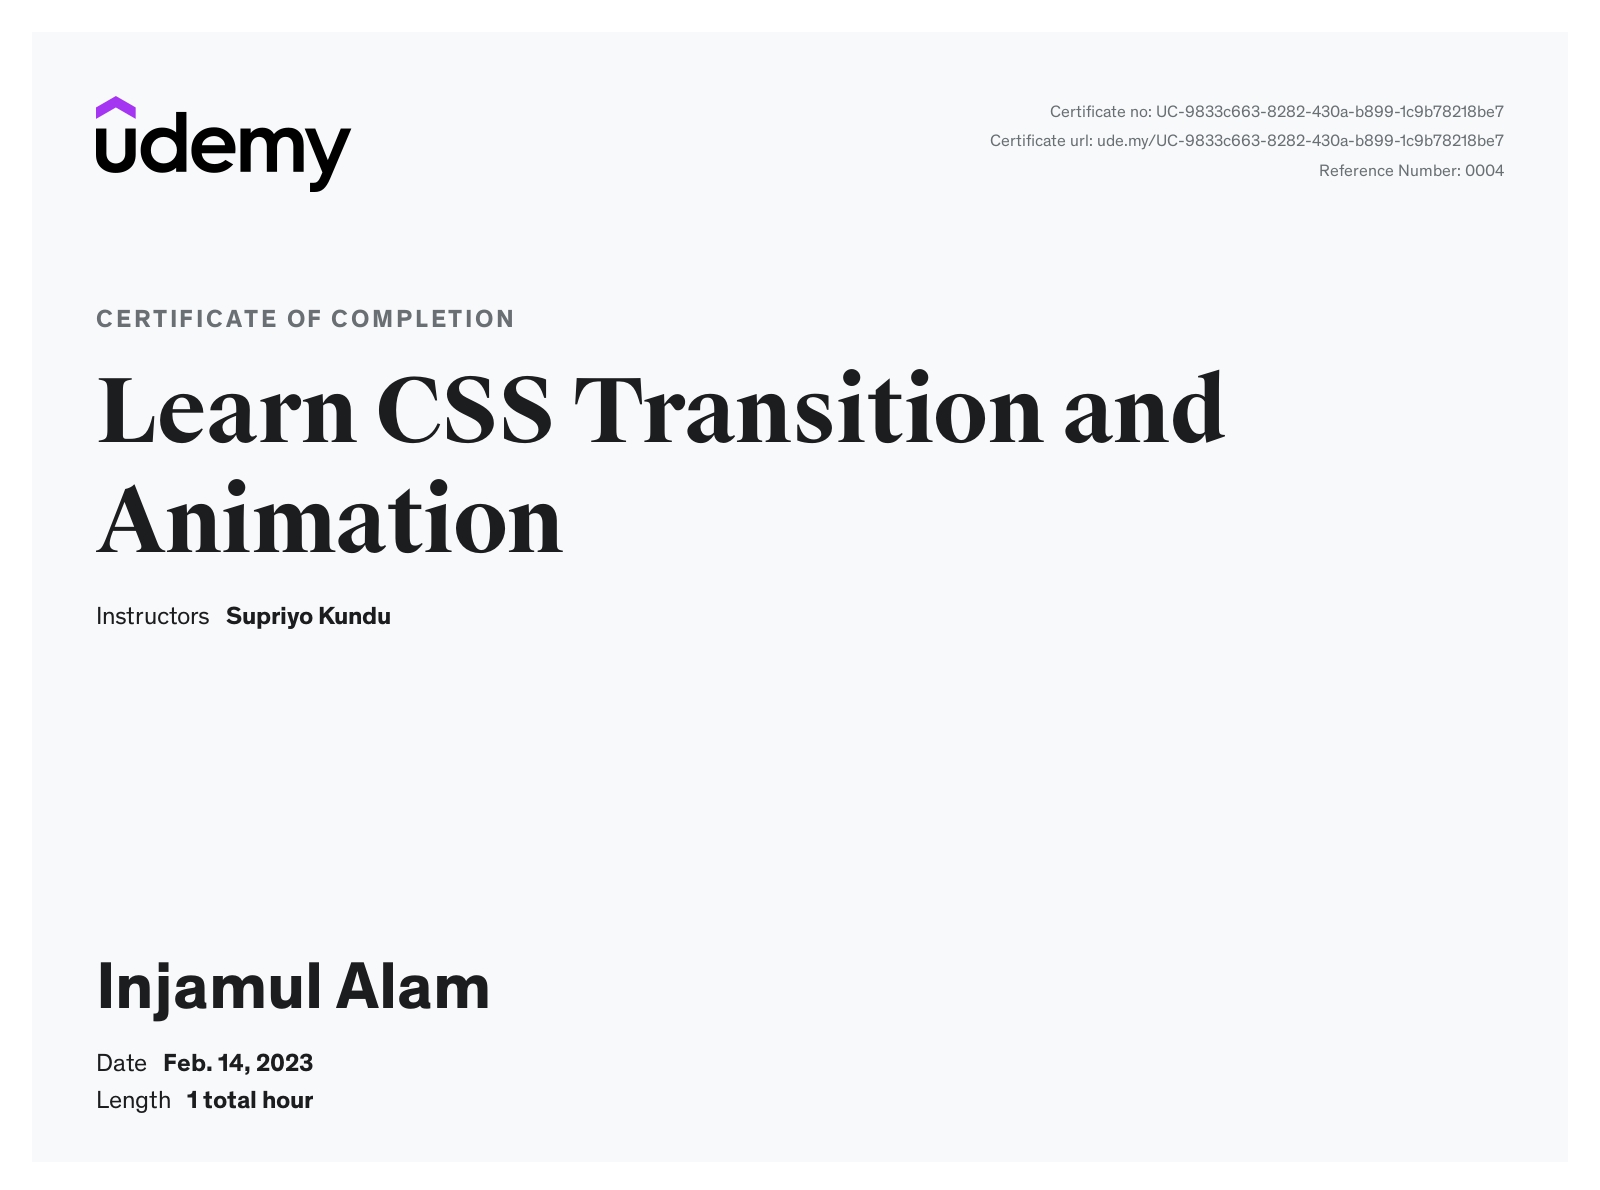 udemy
Certificate no: UC-9833c663-8282-430a-b899-1c9b78218be7
Certificate url: ude.my/UC-9833c663-8282-430a-b899-1c9b78218be7
Reference Number: 0004
CERTIFICATE OF COMPLETION
Learn CSS Transition and
Animation
Instructors Supriyo Kundu
Injamul Alam
Date Feb. 14, 2023
Length 1 total hour